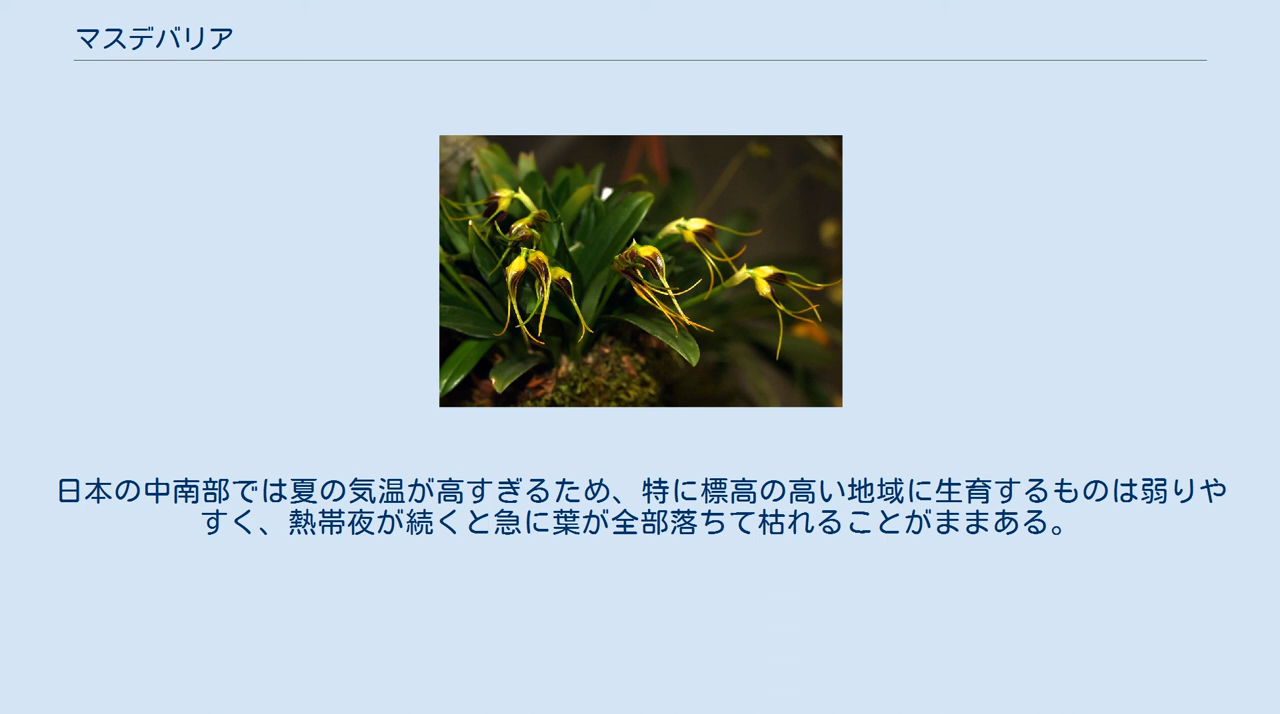 マスデバリア
日本の中南部では夏の気温が高すぎるため、特に標高の高い地域に生育するものは弱りや
すく、熱帯夜が続くと急に葉が全部落ちて枯れることがままある。